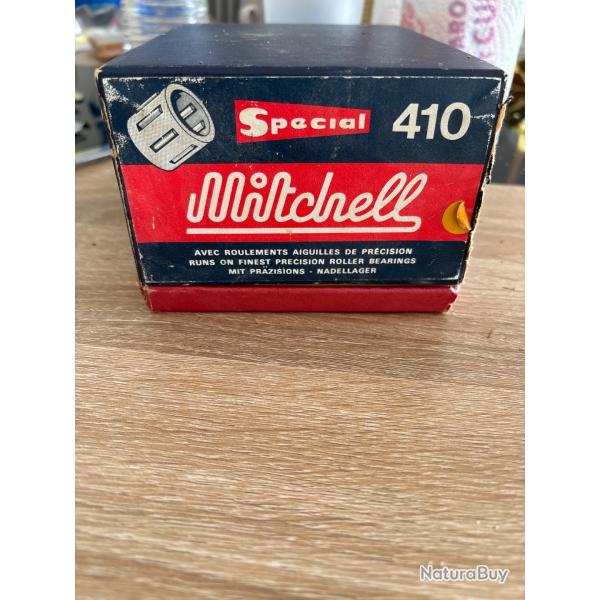 Special 410
Mitchell
AVEC ROULEMENTS AIGUILLES DE PRÉCISION
RUNS ON FINEST PRECISION ROLLER BEARINGS
MIT PRÄZISIONS - NADELLAGER
NaturaBuy